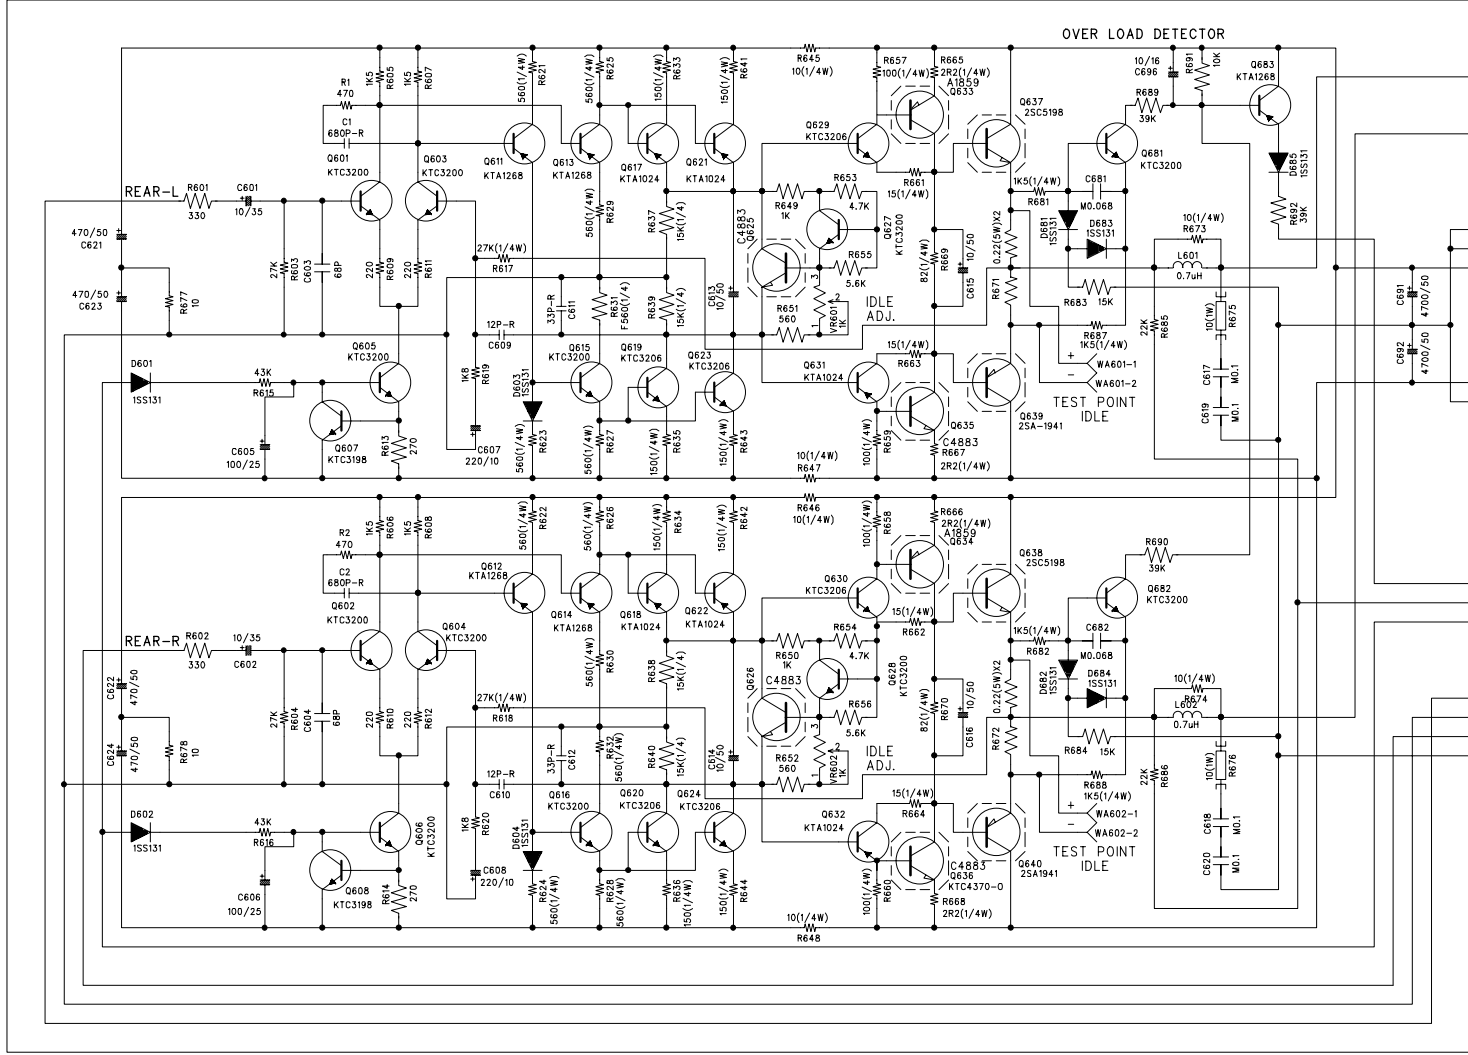 OVER LOAD DETECTOR
R1
470
1K5
R605
1K5
R607
560(1/4W)
R621
560(1/4W)
R625
150(1/4W)
R633
150(1/4W)
R641
R645
10(1/4W)
R657
100(1/4W)
R665
2R2(1/4W)
A1859
Q633
Q637
2SC5198
10/16
C696
R691
10K
Q683
KTA1268
R689
39K
C1
680P-R
Q601
KTC3200
Q603
KTC3200
Q611
KTA1268
Q613
KTA1268
Q617
KTA1024
Q621
KTA1024
Q629
KTC3206
Q681
KTC3200
D685
1SS131
REAR-L
R601
330
C601
10/35
560(1/4W)
R629
R637
15K(1/4)
R649
1K
R653
4.7K
R661
15(1/4W)
1K5(1/4W)
R681
C681
M0.068
R692
39K
470/50
C621
C4883
Q625
Q627
KTC3200
D681
1SS131
D683
1SS131
10(1/4W)
R673
27K
R603
C603
68P
220
R609
220
R611
27K(1/4W)
R617
R655
5.6K
82(1/4W)
R669
10/50
C615
0.22(5W)X2
R671
L601
0.7uH
470/50
C623
R677
10
33P-R
C611
R631
F560(1/4)
R639
15K(1/4)
C613
10/50
R651
560
3
2
1
VR601
1K
IDLE
ADJ.
R683
15K
22K
R685
10(1W)
R675
C691
4700/50
12P-R
C609
R687
1K5(1/4W)
C692
4700/50
Q605
KTC3200
1K8
R619
D603
1SS131
Q615
KTC3200
Q619
KTC3206
Q623
KTC3206
Q631
KTA1024
15(1/4W)
R663
+
WA601-1
−
WA601-2
TEST POINT
IDLE
C617
M0.1
D601
1SS131
43K
R615
Q639
2SA-1941
C619
M0.1
C605
100/25
Q607
KTC3198
R613
270
C607
220/10
560(1/4W)
R623
560(1/4W)
R627
150(1/4W)
R635
150(1/4W)
R643
100(1/4W)
R659
Q635
C4883
R667
2R2(1/4W)
10(1/4W)
R647
R646
10(1/4W)
R2
470
1K5
R606
1K5
R608
560(1/4W)
R622
560(1/4W)
R626
150(1/4W)
R634
150(1/4W)
R642
100(1/4W)
R658
R666
2R2(1/4W)
A1859
Q634
Q638
2SC5198
R690
39K
C2
680P-R
Q602
KTC3200
Q604
KTC3200
Q612
KTA1268
Q614
KTA1268
Q618
KTA1024
Q622
KTA1024
Q630
KTC3206
Q682
KTC3200
REAR-R
R602
330
10/35
C602
560(1/4W)
R630
R638
15K(1/4)
R650
1K
R654
4.7K
15(1/4W)
R662
1K5(1/4W)
R682
C682
M0.068
C622
470/50
Q626
C4883
Q628
KTC3200
D682
1SS131
D684
1SS131
10(1/4W)
R674
27K
R604
C604
68P
220
R610
220
R612
27K(1/4W)
R618
R656
5.6K
82(1/4W)
R670
10/50
C616
0.22(5W)X2
R672
L602
0.7uH
C624
470/50
R678
10
33P-R
C612
R632
560(1/4W)
R640
15K(1/4)
C614
10/50
R652
560
3
2
1
VR602
1K
IDLE
ADJ.
R684
15K
22K
R686
10(1W)
R676
12P-R
C610
R688
1K5(1/4W)
Q606
KTC3200
1K8
R620
D604
1SS131
Q616
KTC3200
Q620
KTC3206
Q624
KTC3206
Q632
KTA1024
15(1/4W)
R664
+
WA602-1
−
WA602-2
TEST POINT
IDLE
C618
M0.1
D602
1SS131
43K
R616
Q640
2SA1941
C620
M0.1
C606
100/25
Q608
KTC3198
R614
270
C608
220/10
R624
560(1/4W)
R628
560(1/4W)
R636
150(1/4W)
150(1/4W)
R644
100(1/4W)
R660
C4883
Q636
KTC4370-O
R668
2R2(1/4W)
10(1/4W)
R648